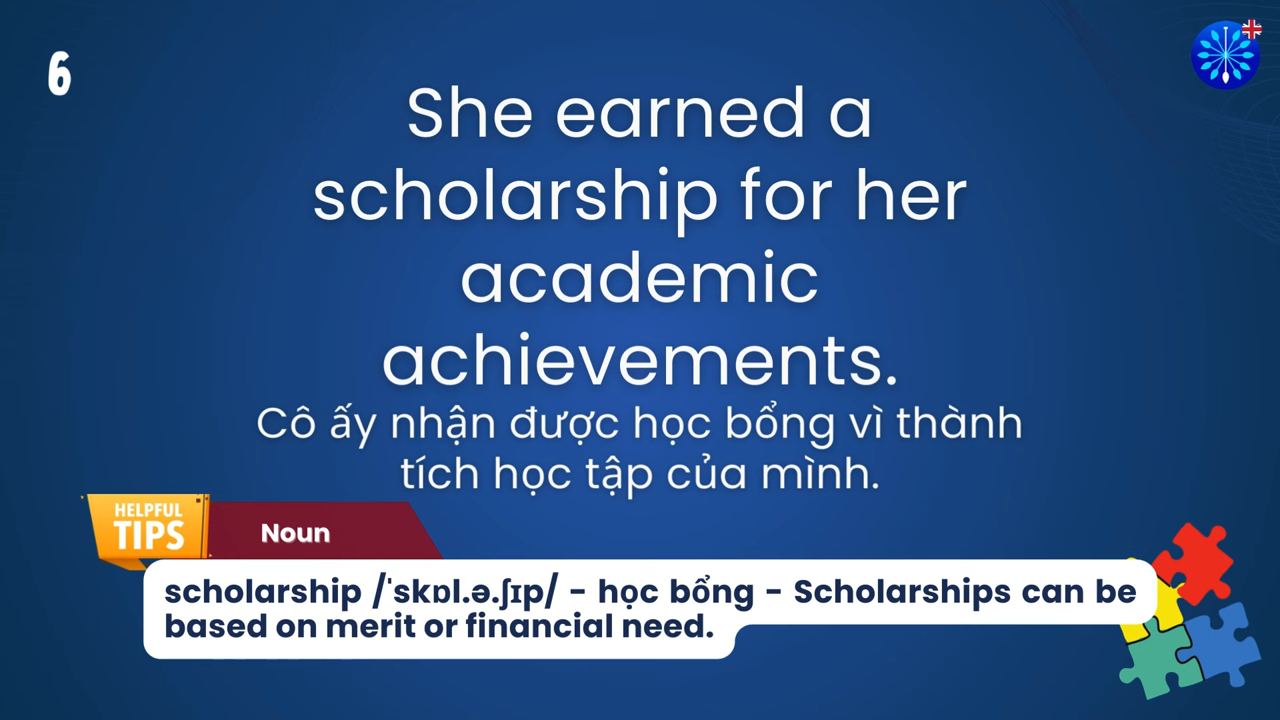 6
She earned a
scholarship for her
academic
achievements.
Cô ấy nhận được học bổng vì thành
tích học tập của mình.
HELPFUL
TIPS
Noun
scholarship /ˈskɒl.ə.ʃɪp/ - học bổng - Scholarships can be
based on merit or financial need.